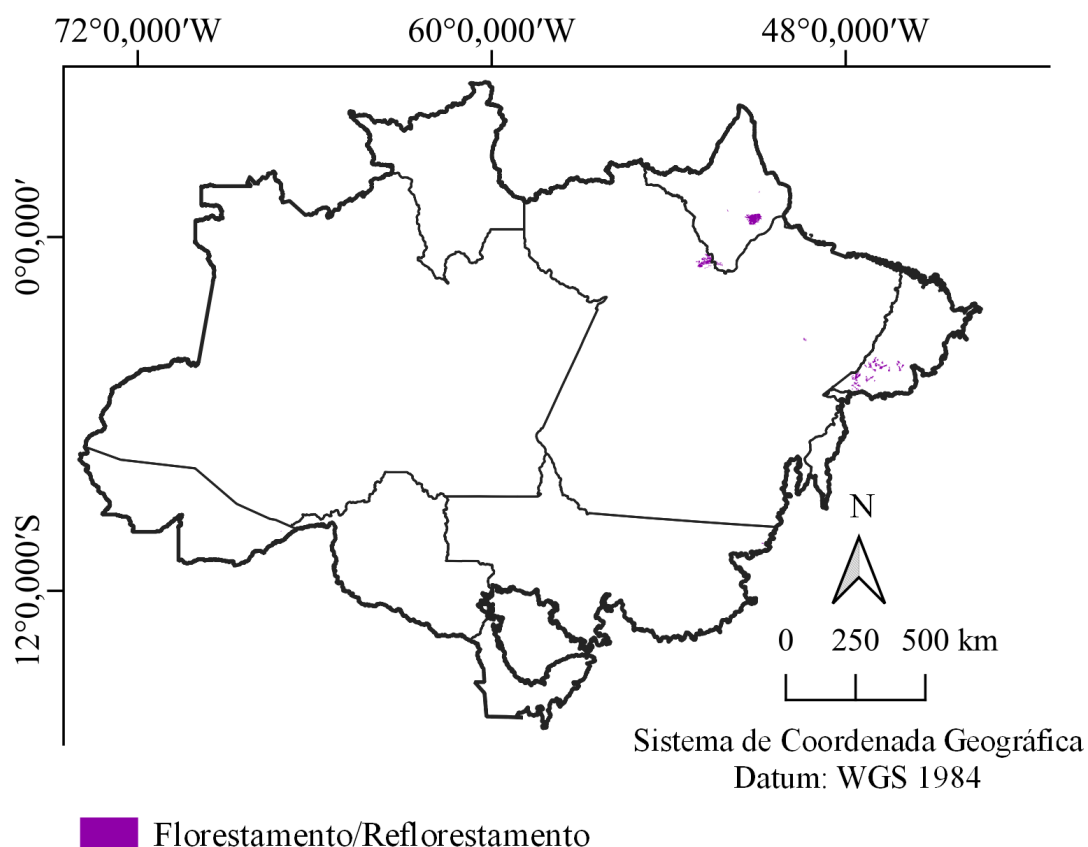 72°0,000′W 60°0,000′W 48°0,000′W
0°0,000′
12°0,000′S
N
0 250 500 km
Sistema de Coordenada Geográfica
Datum: WGS 1984
Florestamento/Reflorestamento